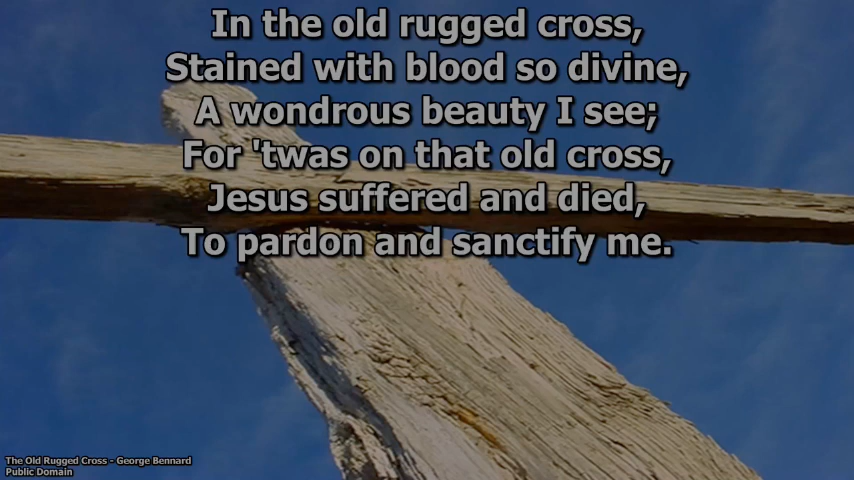 In the old rugged cross,
Stained with blood so divine,
A wondrous beauty I see;
For 'twas on that old cross,
Jesus suffered and died,
To pardon and sanctify me.
The Old Rugged Cross - George Bennard
Public Domain